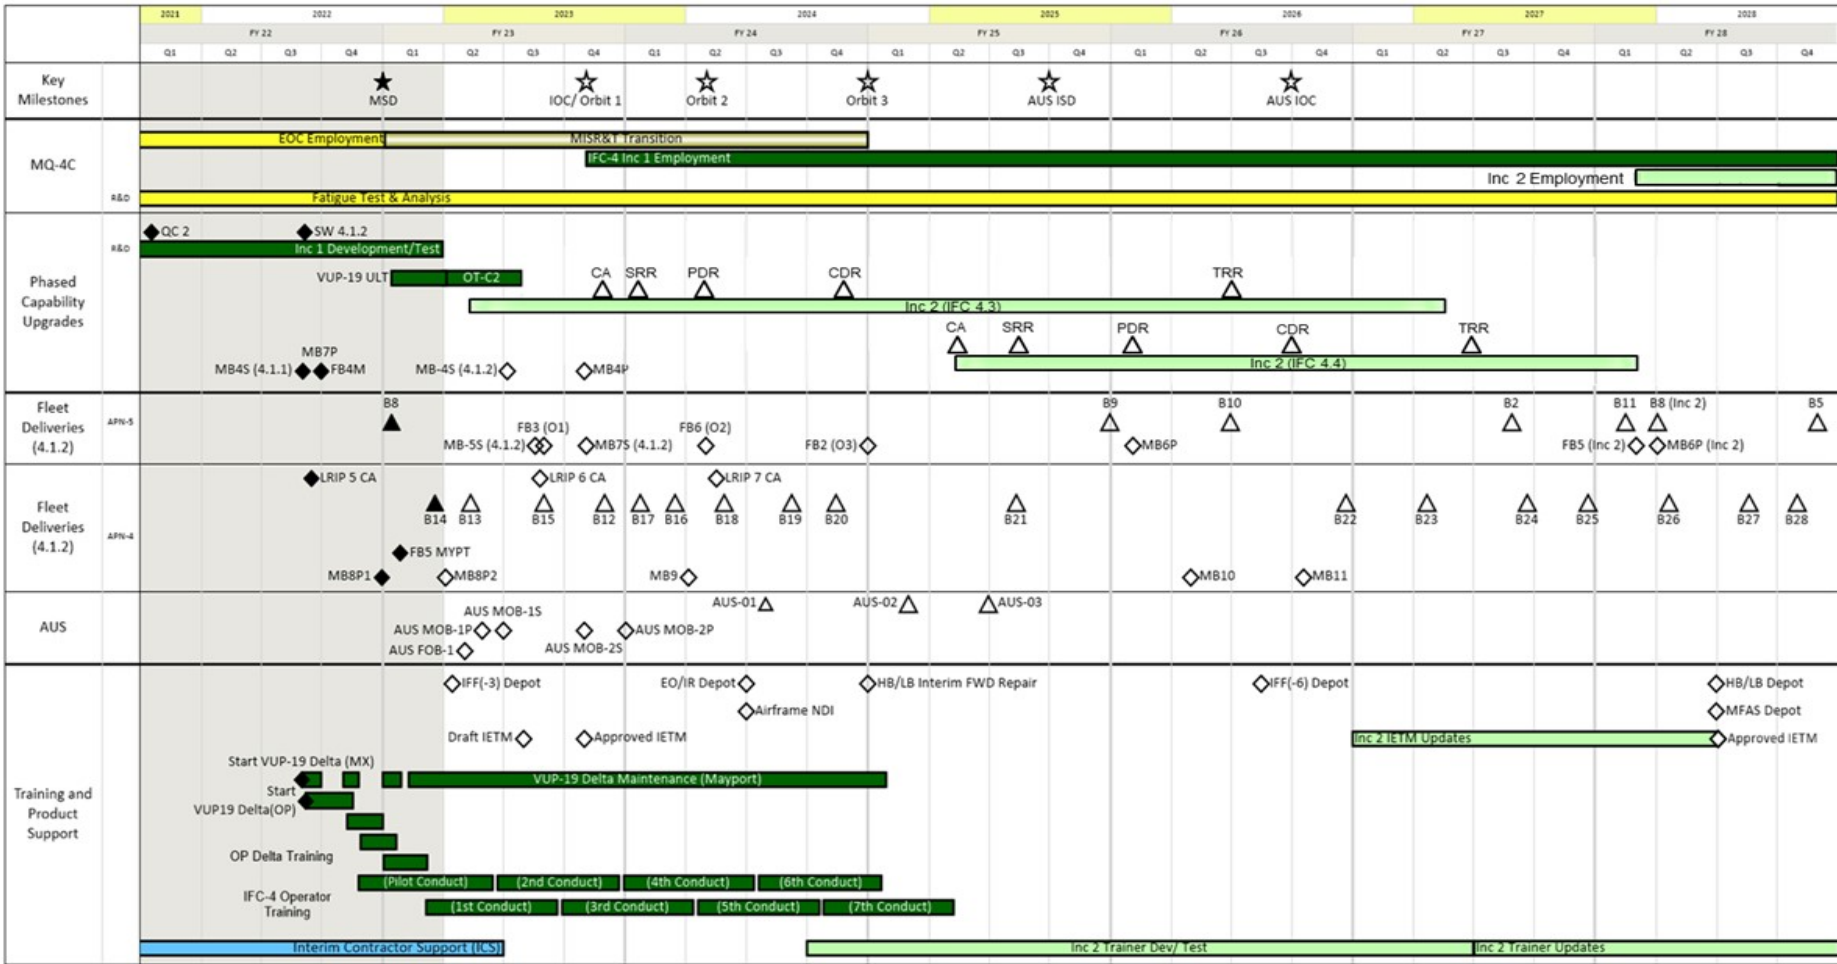 2021 2022 2023 2024 2025 2026 2027 2028
FY 22 FY 23 FY 24 FY 25 FY 26 FY 27 FY 28
Q1 Q2 Q3 Q4 Q1 Q2 Q3 Q4 Q1 Q2 Q3 Q4 Q1 Q2 Q3 Q4 Q1 Q2 Q3 Q4 Q1 Q2 Q3 Q4 Q1 Q2 Q3 Q4
Key
Milestones
MSD IOC/ Orbit 1 Orbit 2 Orbit 3 AUS ISD AUS IOC
MQ-4C
EOC Employment MISR&T Transition
IFC-4 Inc 1 Employment
Inc 2 Employment
R&D Fatigue Test & Analysis
Phased
Capability
Upgrades
QC 2 SW 4.1.2
R&D Inc 1 Development/Test
VUP-19 ULT OT-C2
CA SRR PDR CDR TRR
Inc 2 (IFC 4.3)
CA SRR PDR CDR TRR
Inc 2 (IFC 4.4)
MB7P
MB4S (4.1.1) FB4M MB-4S (4.1.2) MB4P
Fleet
Deliveries
(4.1.2)
APN-5
B8 B9 B10 B2 B11 B8 (Inc 2) B5
FB3 (O1) FB6 (O2)
MB-5S (4.1.2) MB7S (4.1.2) FB2 (O3) MB6P FB5 (Inc 2) MB6P (Inc 2)
Fleet
Deliveries
(4.1.2)
APN-4
LRIP 5 CA LRIP 6 CA LRIP 7 CA
B14 B13 B15 B12 B17 B16 B18 B19 B20 B21 B22 B23 B24 B25 B26 B27 B28
FB5 MYPT
MB8P1 MB8P2 MB9 MB10 MB11
AUS
AUS-01 AUS-02 AUS-03
AUS MOB-1S
AUS MOB-1P AUS MOB-2P
AUS FOB-1 AUS MOB-2S
Training and
Product
Support
IFF(-3) Depot EO/IR Depot HB/LB Interim FWD Repair IFF(-6) Depot HB/LB Depot
Airframe NDI MFAS Depot
Draft IETM Approved IETM Inc 2 IETM Updates Approved IETM
Start VUP-19 Delta (MX)
VUP-19 Delta Maintenance (Mayport)
Start
VUP19 Delta(OP)
OP Delta Training
IFC-4 Operator
Training
(Pilot Conduct) (2nd Conduct) (4th Conduct) (6th Conduct)
(1st Conduct) (3rd Conduct) (5th Conduct) (7th Conduct)
Interim Contractor Support (ICS) Inc 2 Trainer Dev/ Test Inc 2 Trainer Updates